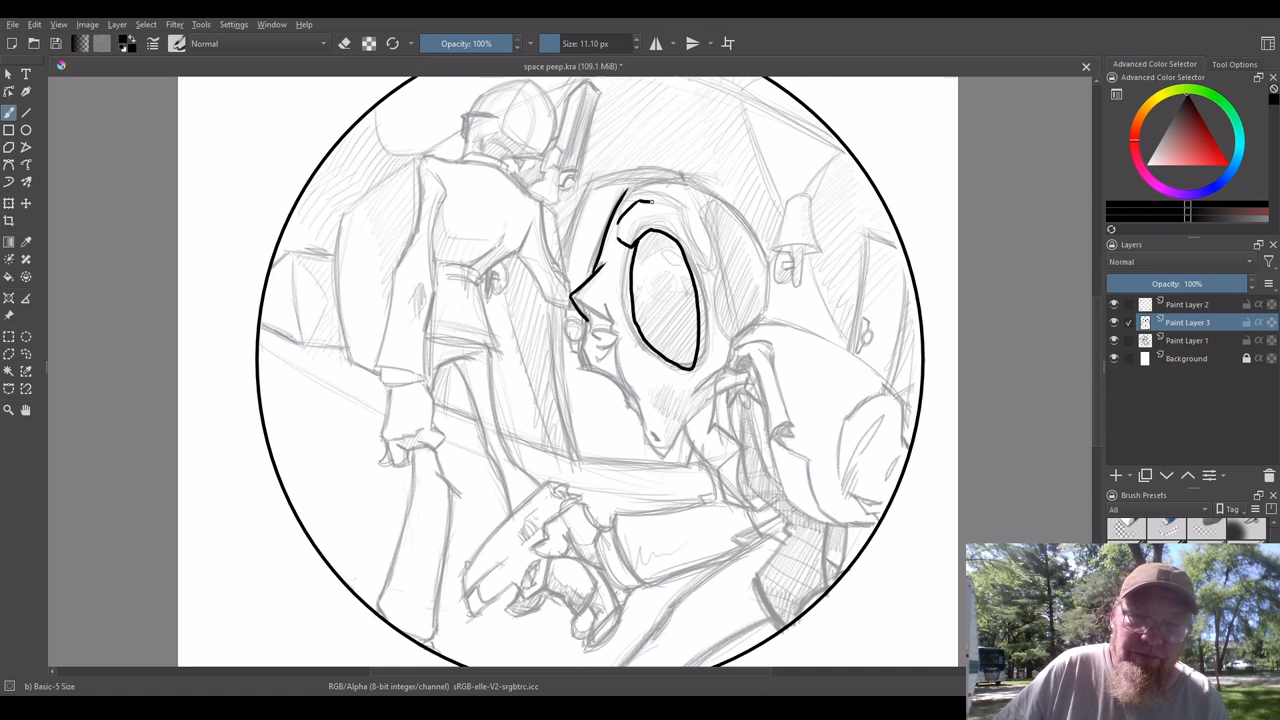 File Edit View Image Layer Select Filter Tools Settings Window Help
Normal Opacity: 100% Size: 11.10 px
space peep.kra (109.1 MiB) *
Advanced Color Selector Tool Options
Advanced Color Selector
Layers
Normal
Opacity: 100%
Paint Layer 2
Paint Layer 3
Paint Layer 1
Background
Brush Presets
All Tag
b) Basic-5 Size RGB/Alpha (8-bit integer/channel) sRGB-elle-V2-srgbtrc.icc